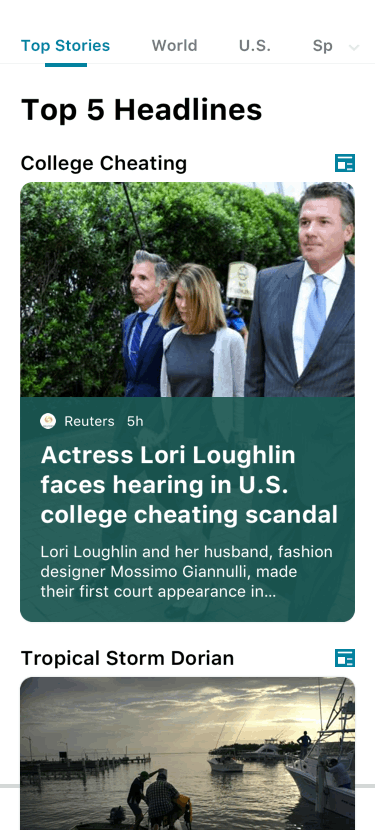 Top Stories World U.S. Sp
Top 5 Headlines
College Cheating
Reuters 5h
Actress Lori Loughlin
faces hearing in U.S.
college cheating scandal
Lori Loughlin and her husband, fashion
designer Mossimo Giannulli, made
their first court appearance in...
Tropical Storm Dorian